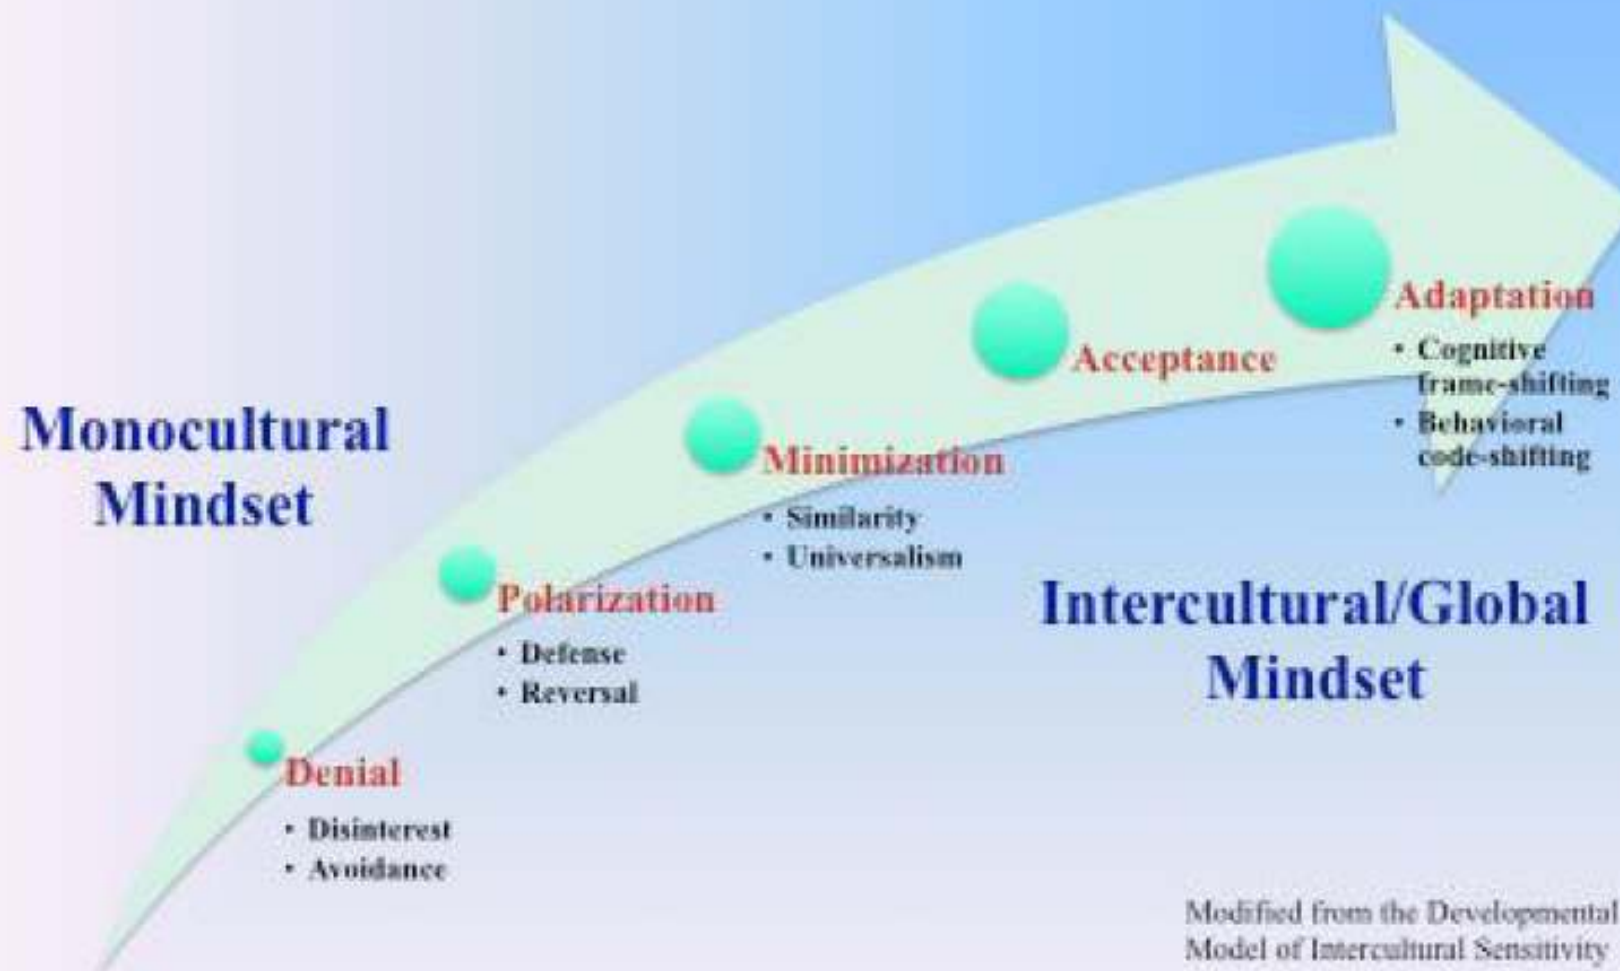 Monocultural
Mindset
Denial
• Disinterest
• Avoidance
Polarization
• Defense
• Reversal
Minimization
• Similarity
• Universalism
Acceptance
Adaptation
• Cognitive
frame-shifting
• Behavioral
code-shifting
Intercultural/Global
Mindset
Modified from the Developmental
Model of Intercultural Sensitivity